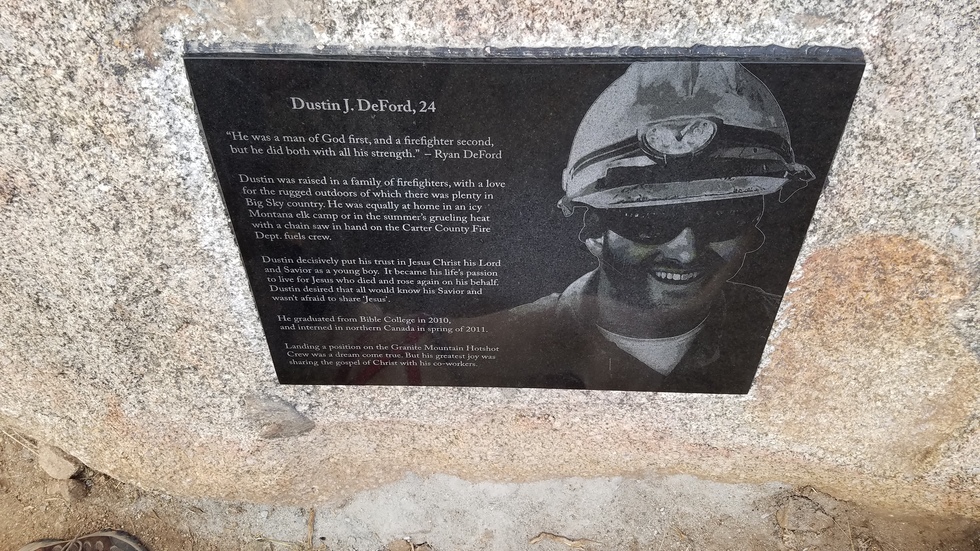 Dustin J. DeFord, 24
“He was a man of God first, and a firefighter second,
but he did both with all his strength.” – Ryan DeFord
Dustin was raised in a family of firefighters, with a love
for the rugged outdoors of which there was plenty in
Big Sky country. He was equally at home in an icy
Montana elk camp or in the summer's grueling heat
with a chain saw in hand on the Carter County Fire
Dept. fuels crew.
Dustin decisively put his trust in Jesus Christ his Lord
and Savior as a young boy. It became his life's passion
to live for Jesus who died and rose again on his behalf.
Dustin desired that all would know his Savior and
wasn't afraid to share 'Jesus'.
He graduated from Bible College in 2010,
and interned in northern Canada in spring of 2011.
Landing a position on the Granite Mountain Hotshot
Crew was a dream come true. But his greatest joy was
sharing the gospel of Christ with his co-workers.